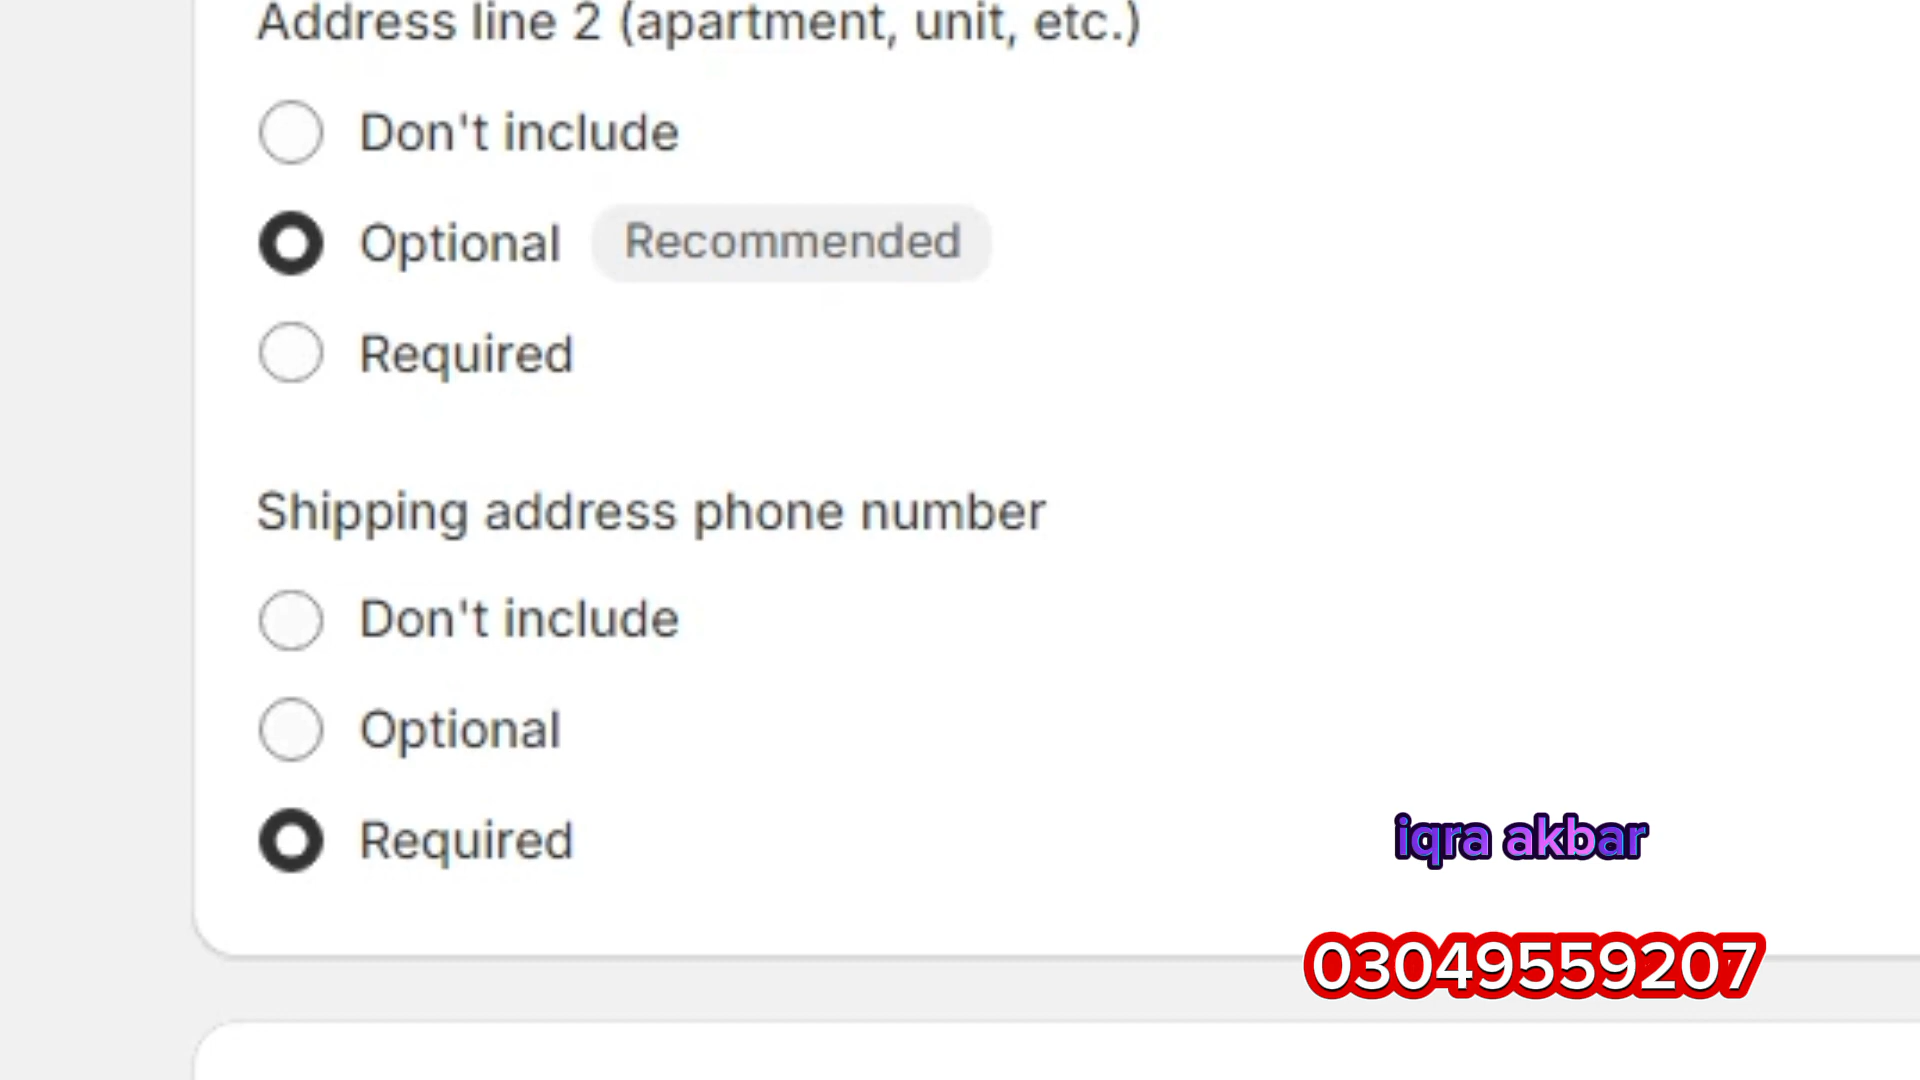 Address line 2 (apartment, unit, etc.)
Don't include
Optional Recommended
Required
Shipping address phone number
Don't include
Optional
Required
iqra akbar
03049559207